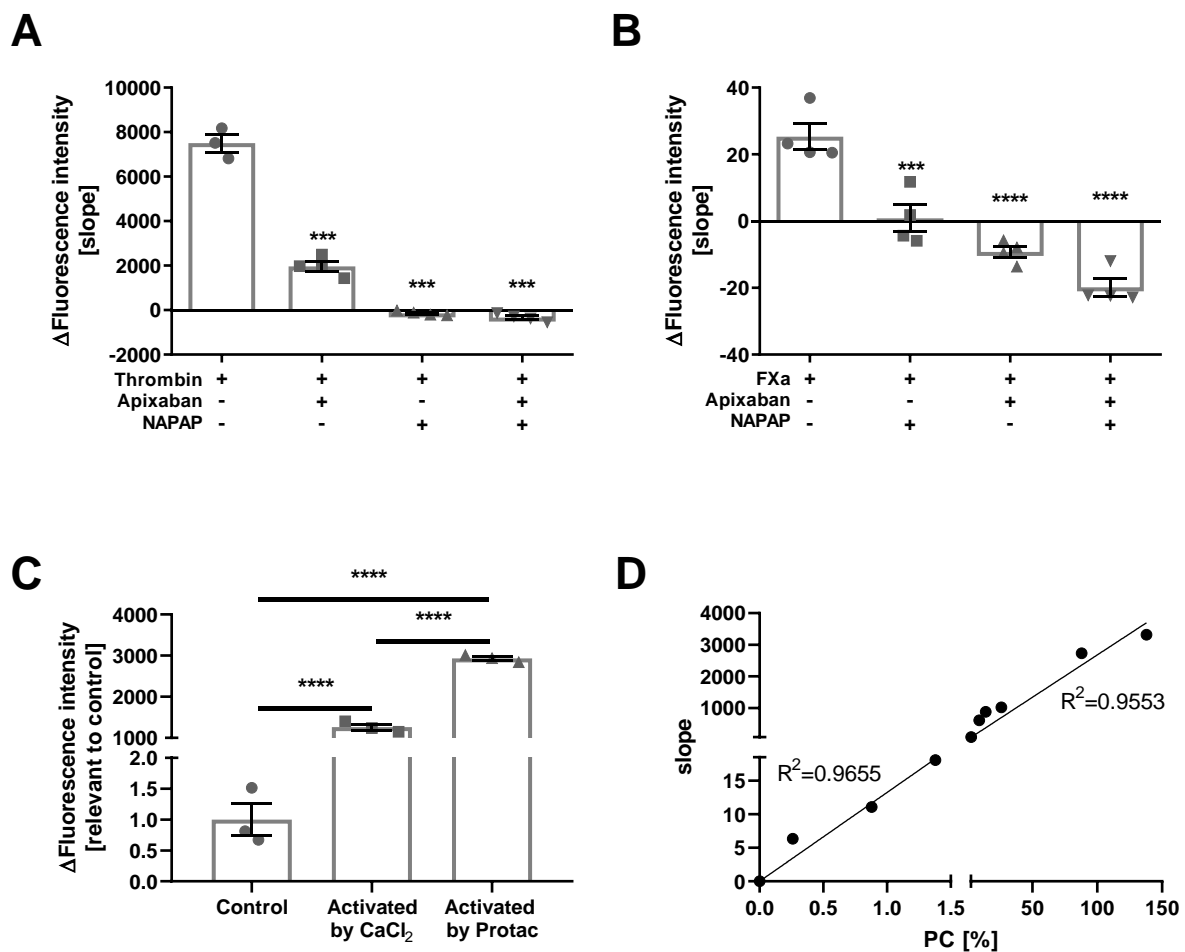 A
ΔFluorescence intensity
[slope]
10000
8000
6000
4000
2000
0
-2000
***
***
***
Thrombin + + + +
Apixaban - + - +
NAPAP - - + +
B
ΔFluorescence intensity
[slope]
40
20
0
-20
-40
***
****
****
FXa + + + +
Apixaban - - + +
NAPAP - + - +
C
ΔFluorescence intensity
[relevant to control]
4000
3000
2000
1000
2.0
1.5
1.0
0.5
0.0
****
****
****
Control
Activated
by CaCl₂
Activated
by Protac
D
slope
4000
3000
2000
1000
15
10
5
0
R²=0.9655
R²=0.9553
0.0 0.5 1.0 1.5 50 100 150
PC [%]